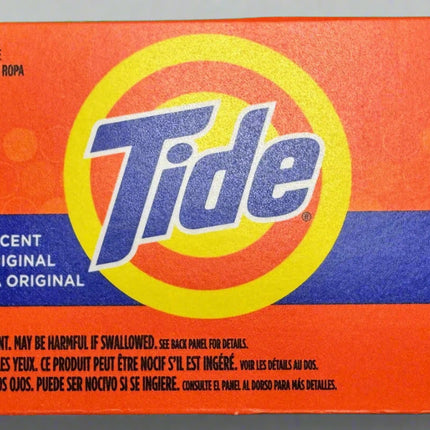 ROPA
Tide®
CENT
IGINAL
A ORIGINAL
NT. MAY BE HARMFUL IF SWALLOWED. SEE BACK PANEL FOR DETAILS.
ES YEUX. CE PRODUIT PEUT ÊTRE NOCIF S'IL EST INGÉRÉ. VOIR LES DÉTAILS AU DOS.
OS OJOS. PUEDE SER NOCIVO SI SE INGIERE. CONSULTE EL PANEL AL DORSO PARA MÁS DETALLES.